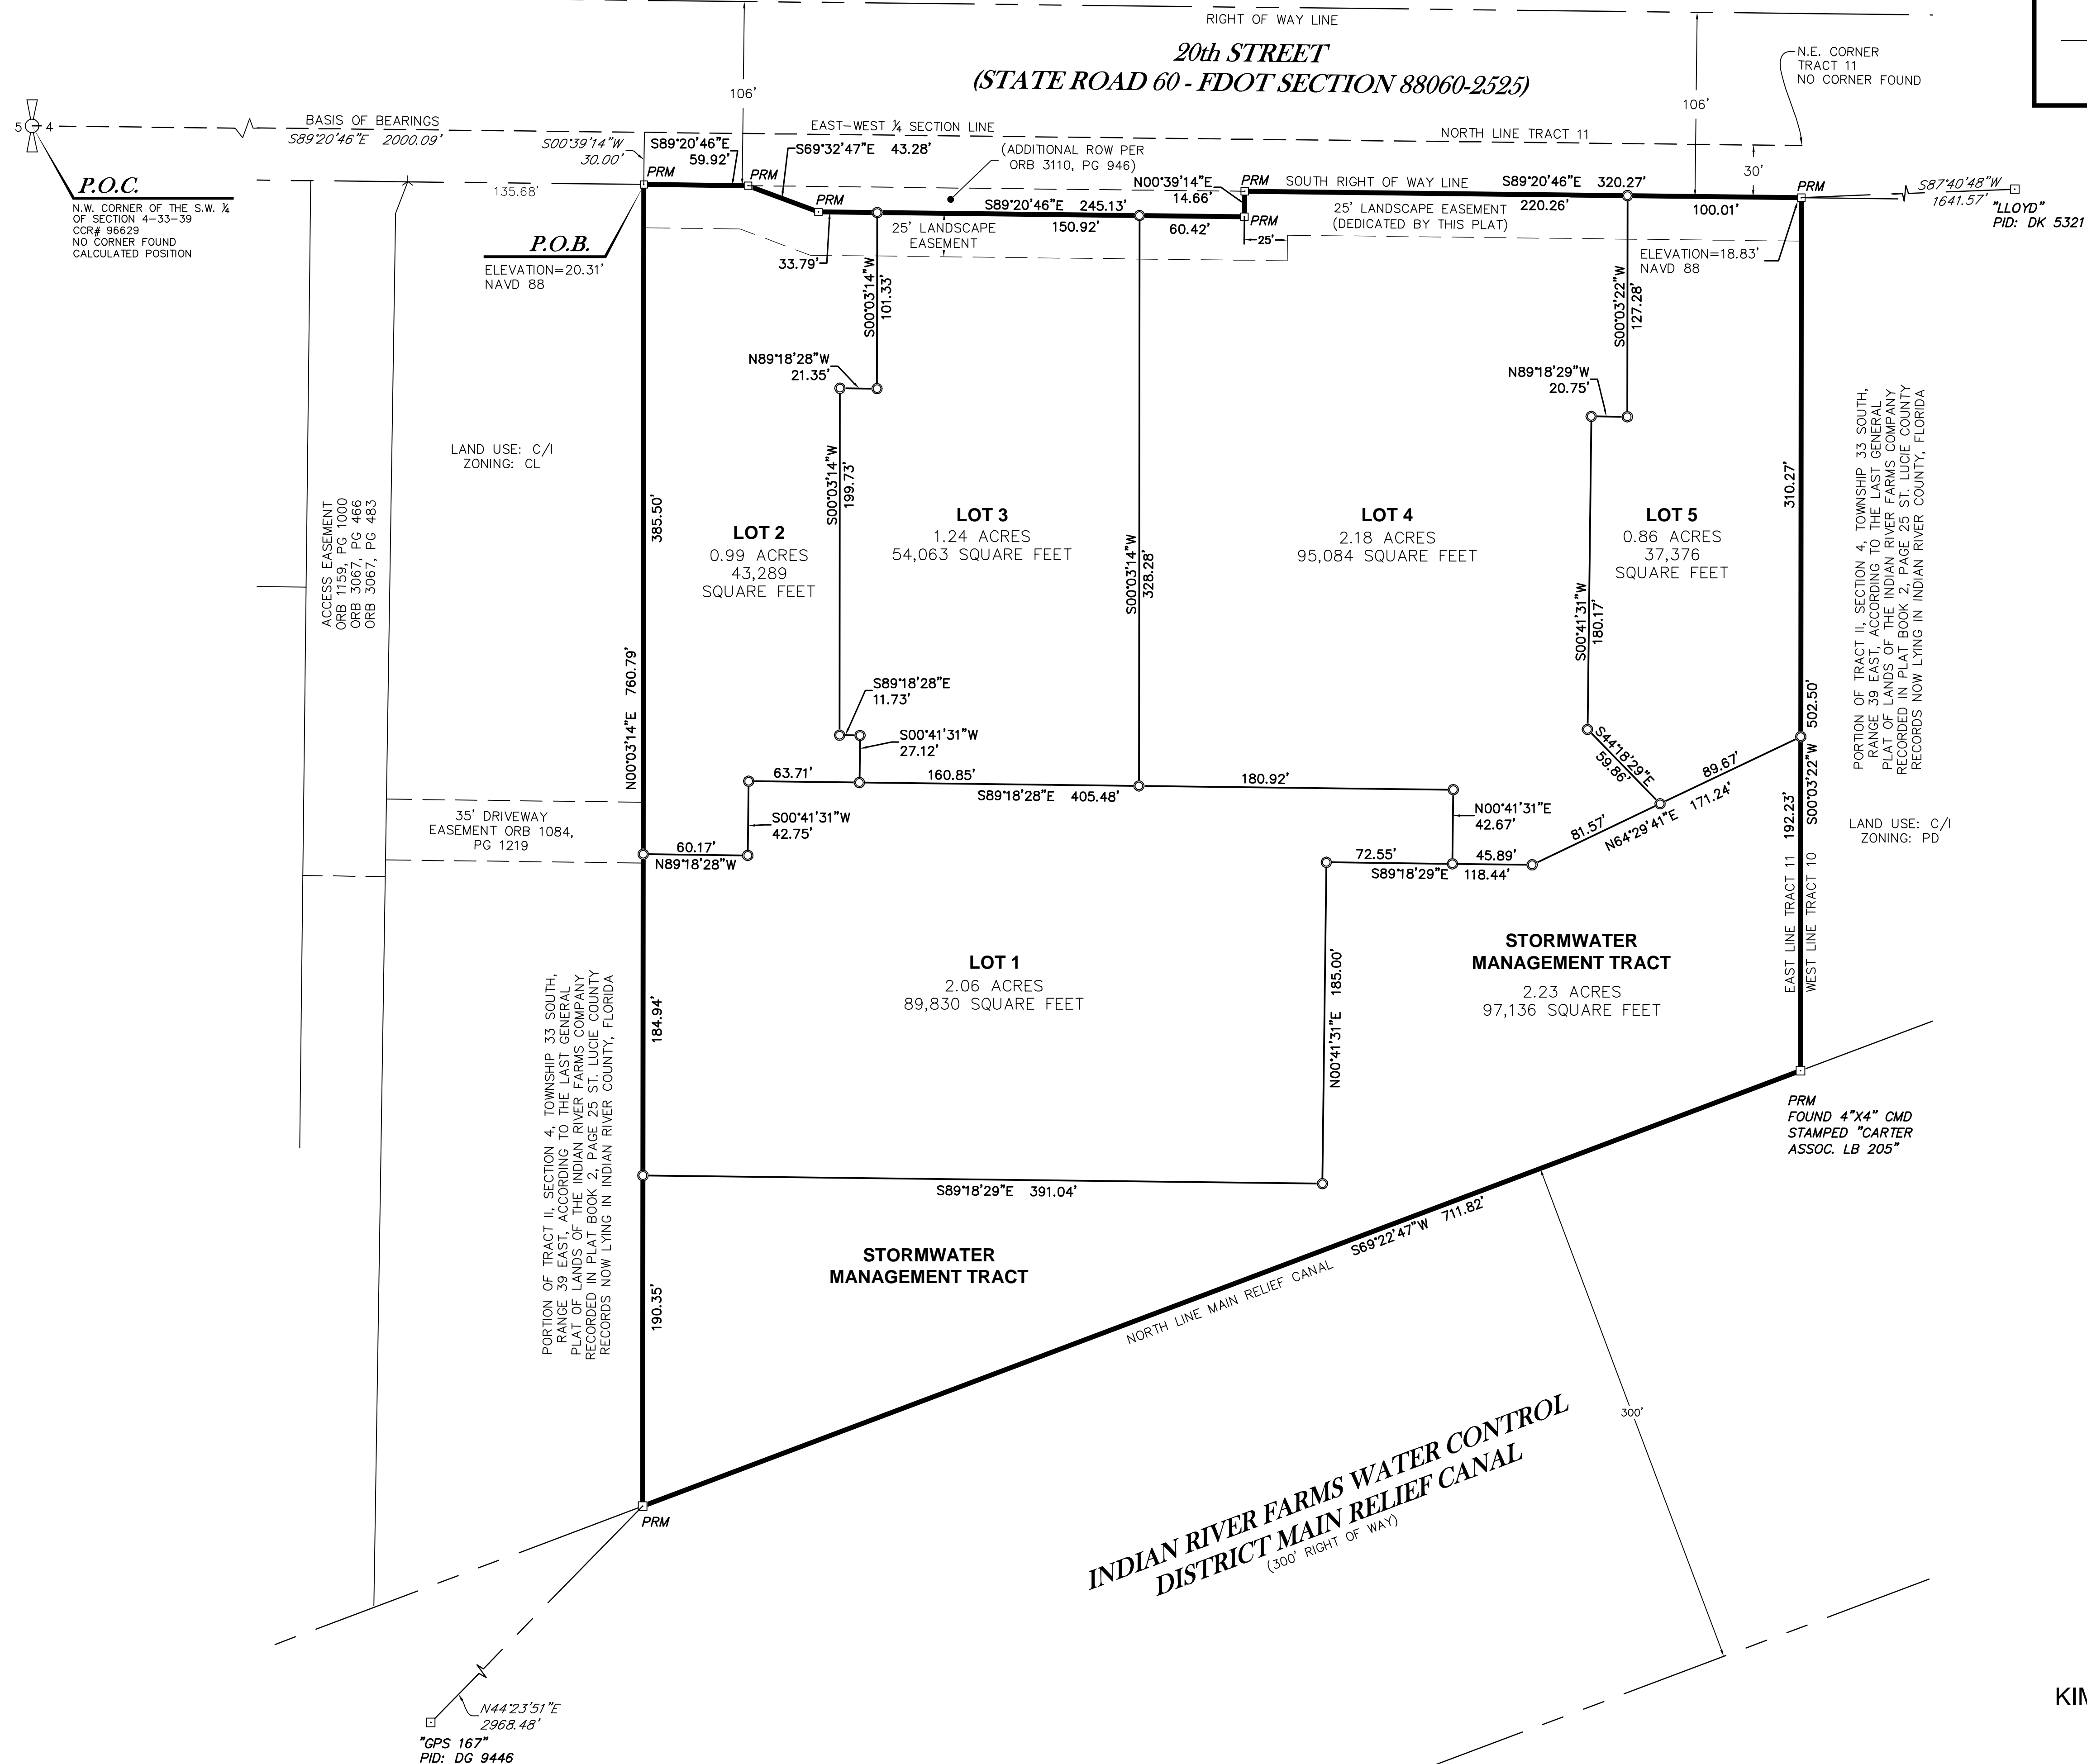 RIGHT OF WAY LINE
20th STREET
(STATE ROAD 60 - FDOT SECTION 88060-2525)
N.E. CORNER
TRACT 11
NO CORNER FOUND
106'
106'
5
4
BASIS OF BEARINGS
S89°20'46"E 2000.09'
EAST-WEST ¼ SECTION LINE
NORTH LINE TRACT 11
S00°39'14"W
30.00'
S89°20'46"E
59.92'
S69°32'47"E 43.28'
(ADDITIONAL ROW PER
ORB 3110, PG 946)
30'
P.O.C.
N.W. CORNER OF THE S.W. ¼
OF SECTION 4-33-39
CCR# 96629
NO CORNER FOUND
CALCULATED POSITION
135.68'
PRM
PRM
PRM
N00°39'14"E
14.66'
PRM
PRM
SOUTH RIGHT OF WAY LINE
S89°20'46"E 320.27'
PRM
S87°40'48"W
1641.57'
"LLOYD"
PID: DK 5321
S89°20'46"E 245.13'
150.92'
60.42'
25' LANDSCAPE
EASEMENT
33.79'
25'
25' LANDSCAPE EASEMENT
(DEDICATED BY THIS PLAT)
220.26'
100.01'
P.O.B.
ELEVATION=20.31'
NAVD 88
ELEVATION=18.83'
NAVD 88
S00°03'14"W
101.33'
S00°03'22"W
127.28'
N89°18'28"W
21.35'
N89°18'29"W
20.75'
LAND USE: C/I
ZONING: CL
ACCESS EASEMENT
ORB 1159, PG 1000
ORB 3067, PG 466
ORB 3067, PG 483
385.50'
N00°03'14"E 760.79'
LOT 2
0.99 ACRES
43,289
SQUARE FEET
S00°03'14"W
199.73'
LOT 3
1.24 ACRES
54,063 SQUARE FEET
S00°03'14"W
328.28'
LOT 4
2.18 ACRES
95,084 SQUARE FEET
S00°41'31"W
180.17'
LOT 5
0.86 ACRES
37,376
SQUARE FEET
310.27'
S00°03'22"W 502.50'
PORTION OF TRACT II, SECTION 4, TOWNSHIP 33 SOUTH,
RANGE 39 EAST, ACCORDING TO THE LAST GENERAL
PLAT OF LANDS OF THE INDIAN RIVER FARMS COMPANY
RECORDED IN PLAT BOOK 2, PAGE 25 ST. LUCIE COUNTY
RECORDS NOW LYING IN INDIAN RIVER COUNTY, FLORIDA
S89°18'28"E
11.73'
S00°41'31"W
27.12'
63.71'
160.85'
S89°18'28"E 405.48'
180.92'
S44°18'29"E
59.86'
89.67'
81.57'
N64°29'41"E 171.24'
35' DRIVEWAY
EASEMENT ORB 1084,
PG 1219
S00°41'31"W
42.75'
60.17'
N89°18'28"W
N00°41'31"E
42.67'
72.55'
45.89'
S89°18'29"E 118.44'
LAND USE: C/I
ZONING: PD
EAST LINE TRACT 11 192.23'
WEST LINE TRACT 10
LOT 1
2.06 ACRES
89,830 SQUARE FEET
N00°41'31"E 185.00'
STORMWATER
MANAGEMENT TRACT
2.23 ACRES
97,136 SQUARE FEET
184.94'
PORTION OF TRACT II, SECTION 4, TOWNSHIP 33 SOUTH,
RANGE 39 EAST, ACCORDING TO THE LAST GENERAL
PLAT OF LANDS OF THE INDIAN RIVER FARMS COMPANY
RECORDED IN PLAT BOOK 2, PAGE 25 ST. LUCIE COUNTY
RECORDS NOW LYING IN INDIAN RIVER COUNTY, FLORIDA
PRM
FOUND 4"X4" CMD
STAMPED "CARTER
ASSOC. LB 205"
S89°18'29"E 391.04'
STORMWATER
MANAGEMENT TRACT
190.35'
S69°22'47"W 711.82'
NORTH LINE MAIN RELIEF CANAL
300'
PRM
INDIAN RIVER FARMS WATER CONTROL
DISTRICT MAIN RELIEF CANAL
(300' RIGHT OF WAY)
N44°23'51"E
2968.48'
"GPS 167"
PID: DG 9446